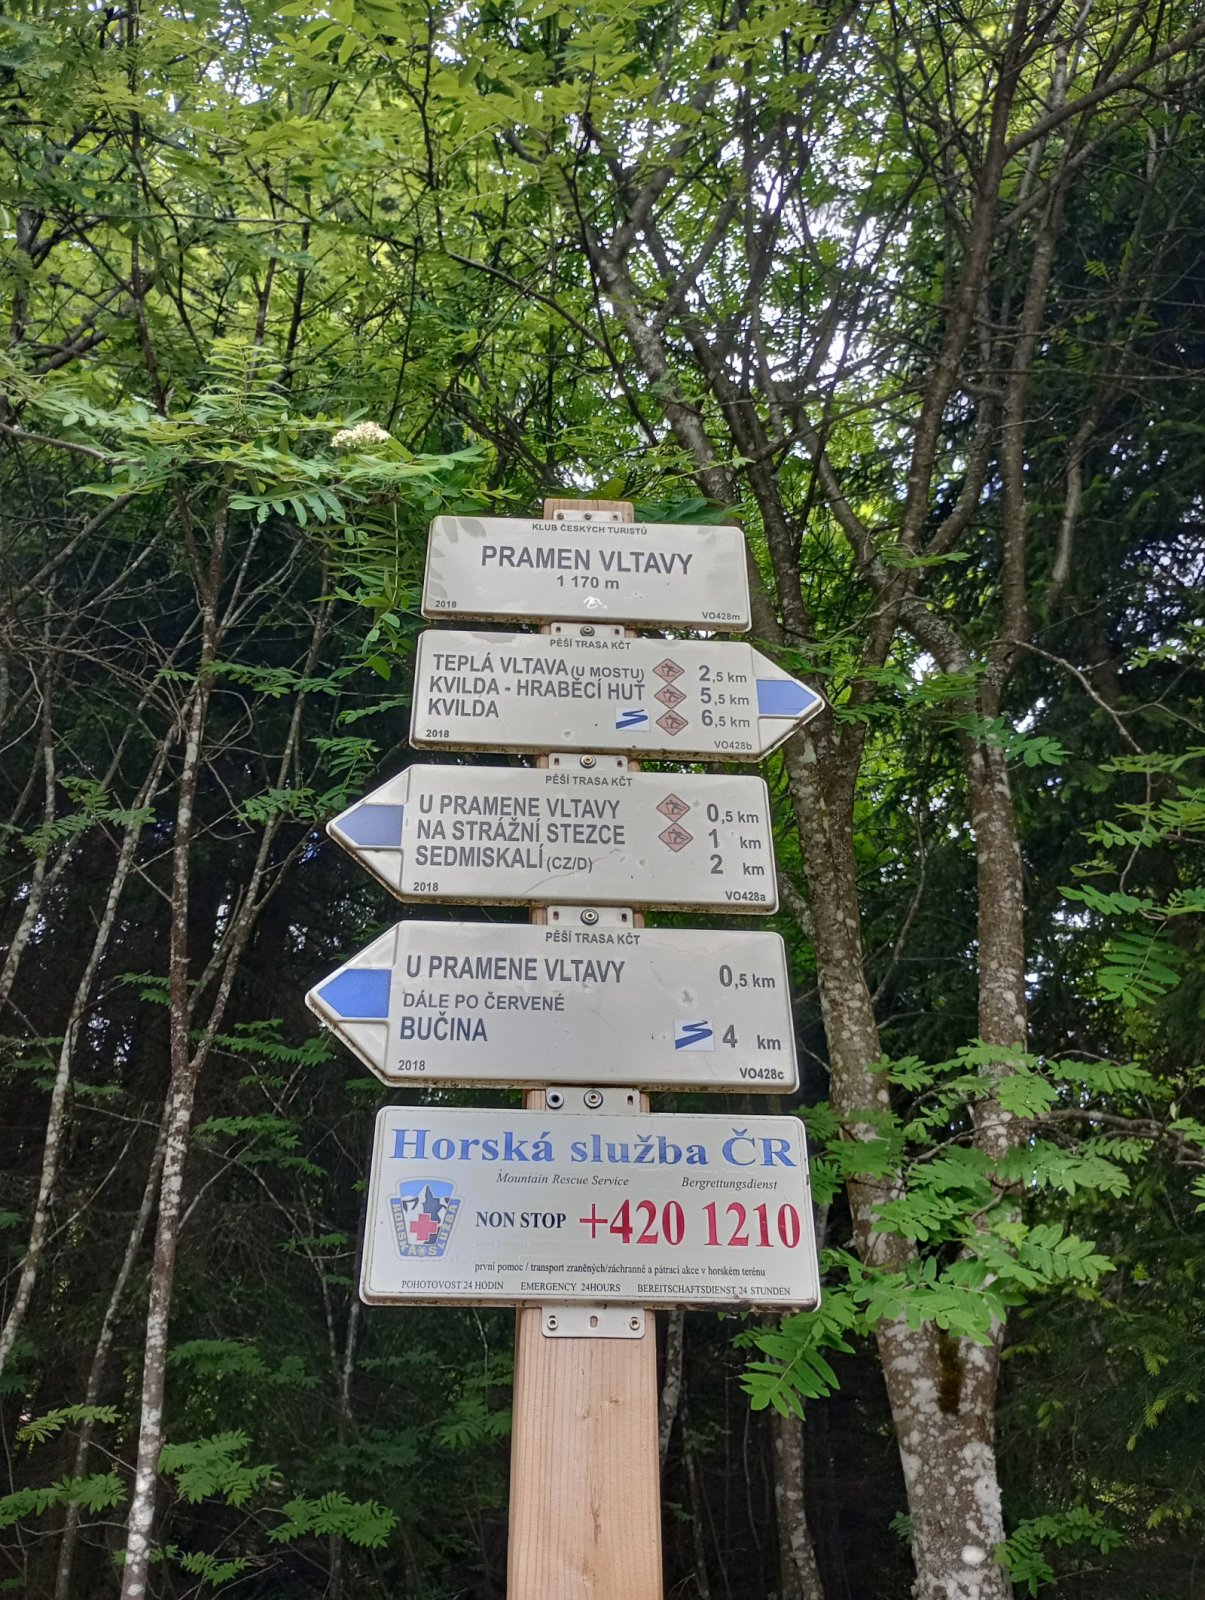 KLUB ČESKÝCH TURISTŮ
PRAMEN VLTAVY
1 170 m
2018 VO428m
PĚŠÍ TRASA KČT
TEPLÁ VLTAVA (U MOSTU) 2,5 km
KVILDA - HRABĚCÍ HUŤ 5,5 km
KVILDA 6,5 km
2018 VO428b
PĚŠÍ TRASA KČT
U PRAMENE VLTAVY 0,5 km
NA STRÁŽNÍ STEZCE 1 km
SEDMISKALÍ (CZ/D) 2 km
2018 VO428a
PĚŠÍ TRASA KČT
U PRAMENE VLTAVY 0,5 km
DÁLE PO ČERVENÉ
BUČINA 4 km
2018 VO428c
Horská služba ČR
Mountain Rescue Service Bergrettungsdienst
HORSKÁ SLUŽBA
NON STOP +420 1210
první pomoc / transport zraněných/záchranné a pátrací akce v horském terénu
POHOTOVOST 24 HODIN EMERGENCY 24HOURS BEREITSCHAFTSDIENST 24 STUNDEN